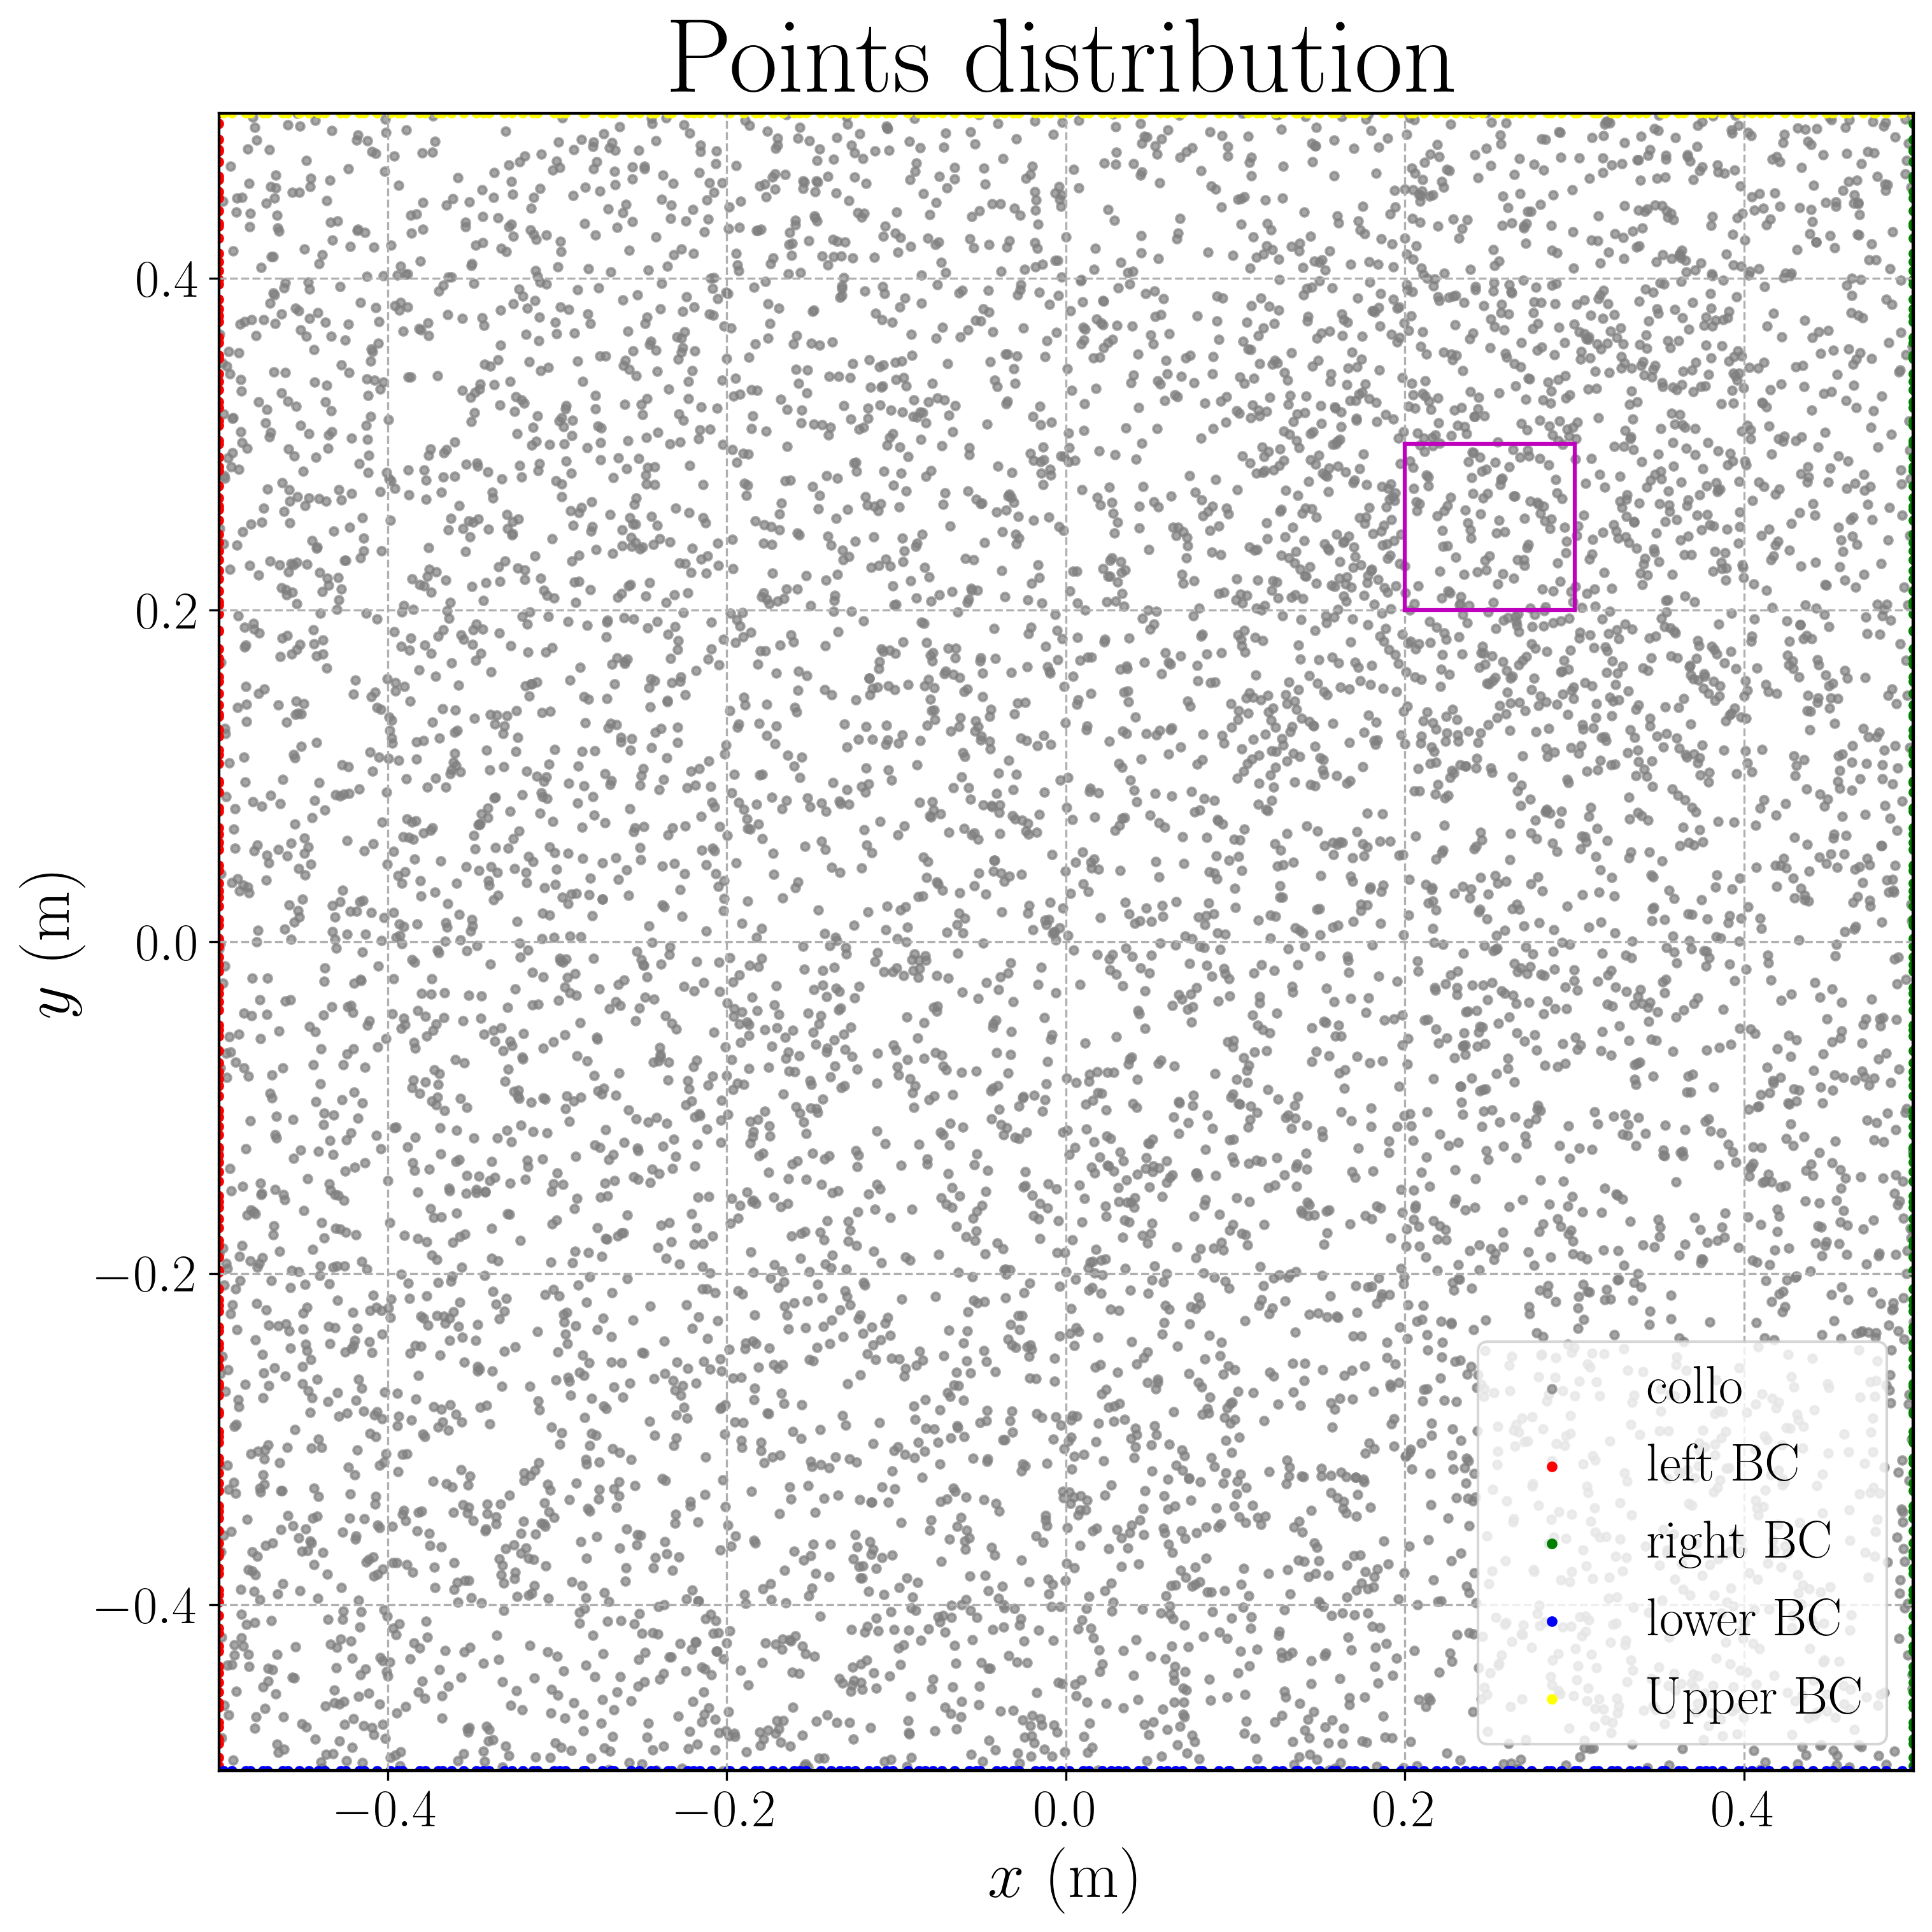 Points distribution
0.4
0.2
0.0
−0.2
−0.4
y (m)
collo
left BC
right BC
lower BC
Upper BC
−0.4 −0.2 0.0 0.2 0.4
x (m)